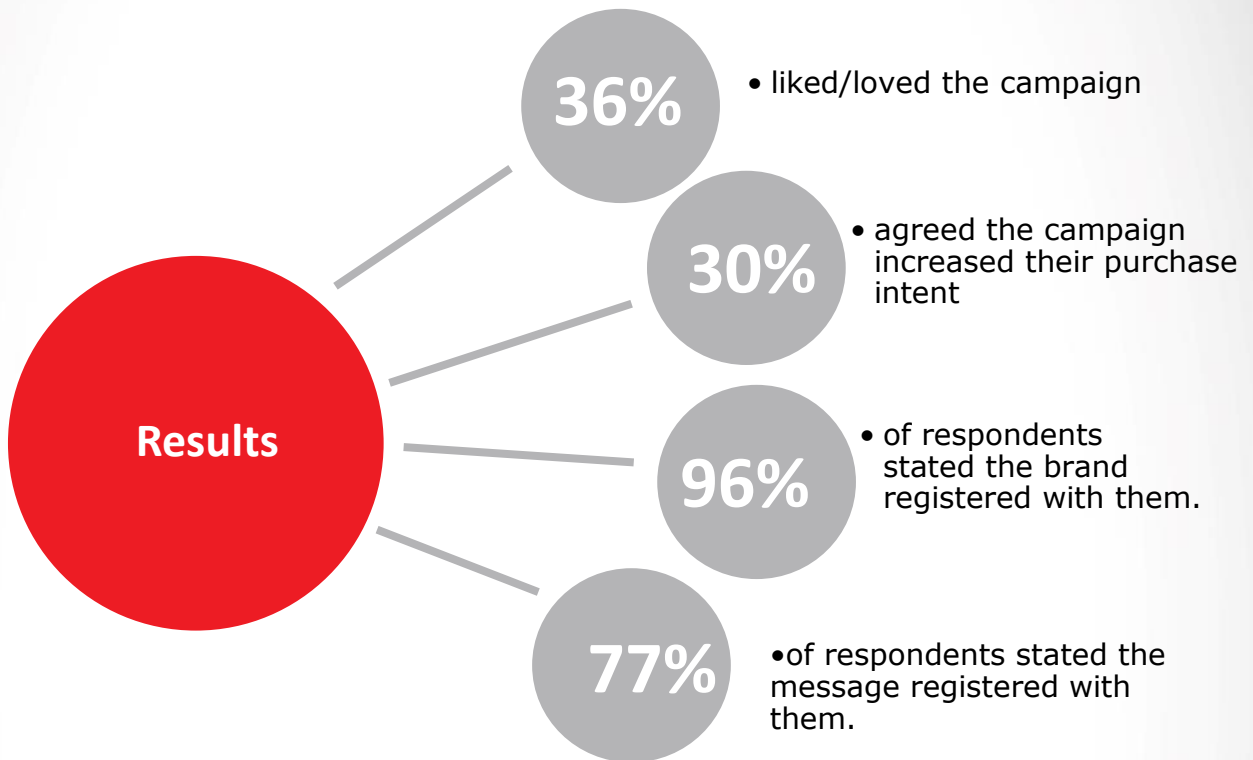 36%
• liked/loved the campaign
30%
• agreed the campaign
increased their purchase
intent
Results
96%
• of respondents
stated the brand
registered with them.
77%
•of respondents stated the
message registered with
them.